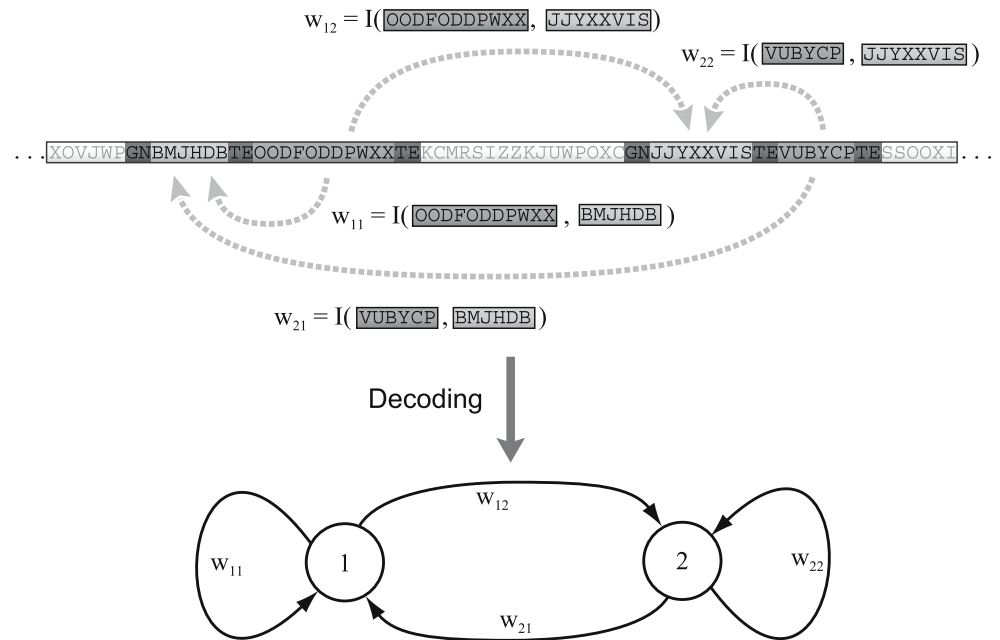 w12 = I( OODFODDPWXX , JJYXXVIS )
w22 = I( VUBYCP , JJYXXVIS )
...XOVJWPGNBMJHDBTEOODFODDPWXXTEKCMRSIZZKJUWPOXCGNJJYXXVISTEVUBYCPTESSOOXI...
w11 = I( OODFODDPWXX , BMJHDB )
w21 = I( VUBYCP , BMJHDB )
Decoding
w12
w11
1
2
w22
w21